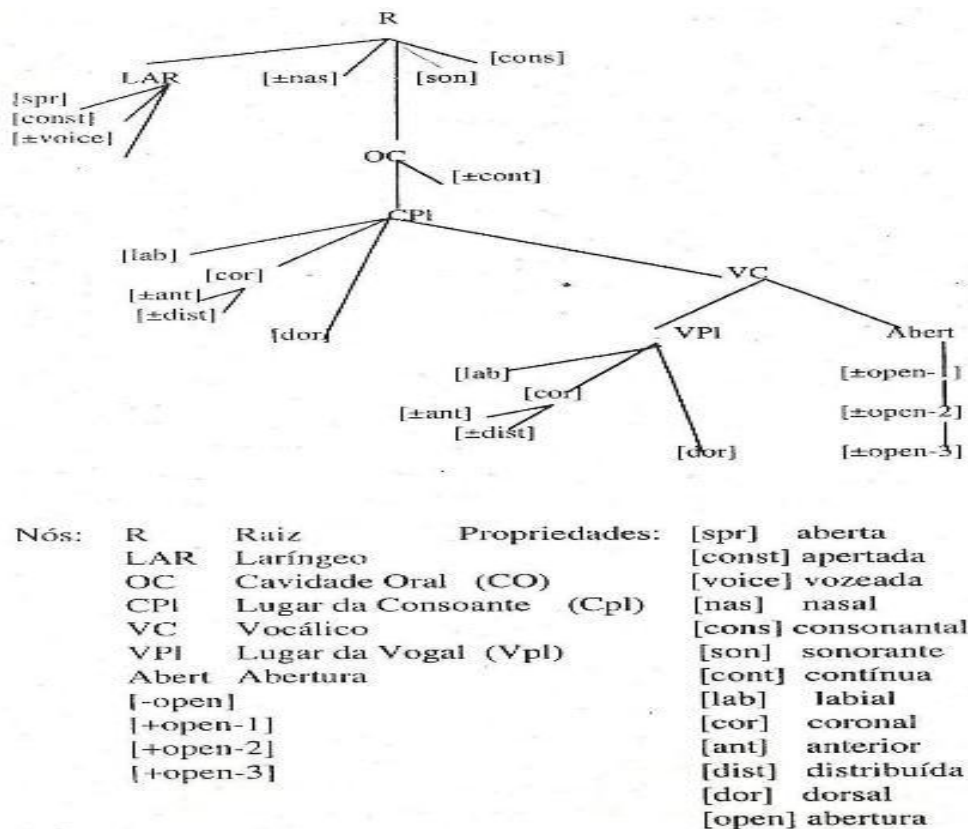 R
[cons]
LAR [±nas] [son]
[spr]
[const]
[±voice]
OC
[±cont]
CPl
[lab]
[cor] VC
[±ant]
[±dist]
[dor] VPl Abert
[lab] [±open-1]
[cor]
[±ant] [±open-2]
[±dist]
[dor] [±open-3]
Nós: R Raiz Propriedades: [spr] aberta
LAR Laríngeo [const] apertada
OC Cavidade Oral (CO) [voice] vozeada
CPl Lugar da Consoante (Cpl) [nas] nasal
VC Vocálico [cons] consonantal
VPl Lugar da Vogal (Vpl) [son] sonorante
Abert Abertura [cont] contínua
[-open] [lab] labial
[+open-1] [cor] coronal
[+open-2] [ant] anterior
[+open-3] [dist] distribuída
[dor] dorsal
[open] abertura